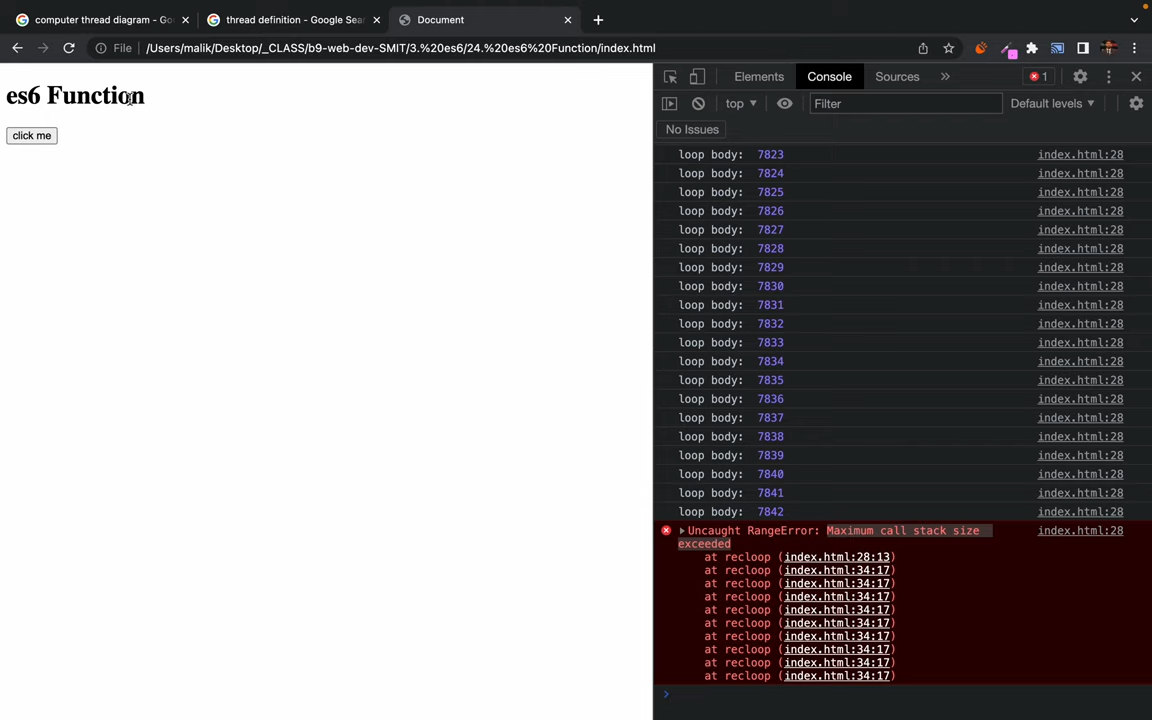 computer thread diagram - Go
thread definition - Google Sea
Document
File
/Users/malik/Desktop/_CLASS/b9-web-dev-SMIT/3.%20es6/24.%20es6%20Function/index.html
es6 Function
click me
Elements
Console
Sources
1
top
Filter
Default levels
No Issues
loop body: 7823 index.html:28
loop body: 7824 index.html:28
loop body: 7825 index.html:28
loop body: 7826 index.html:28
loop body: 7827 index.html:28
loop body: 7828 index.html:28
loop body: 7829 index.html:28
loop body: 7830 index.html:28
loop body: 7831 index.html:28
loop body: 7832 index.html:28
loop body: 7833 index.html:28
loop body: 7834 index.html:28
loop body: 7835 index.html:28
loop body: 7836 index.html:28
loop body: 7837 index.html:28
loop body: 7838 index.html:28
loop body: 7839 index.html:28
loop body: 7840 index.html:28
loop body: 7841 index.html:28
loop body: 7842 index.html:28
Uncaught RangeError: Maximum call stack size index.html:28
exceeded
at recloop (index.html:28:13)
at recloop (index.html:34:17)
at recloop (index.html:34:17)
at recloop (index.html:34:17)
at recloop (index.html:34:17)
at recloop (index.html:34:17)
at recloop (index.html:34:17)
at recloop (index.html:34:17)
at recloop (index.html:34:17)
at recloop (index.html:34:17)